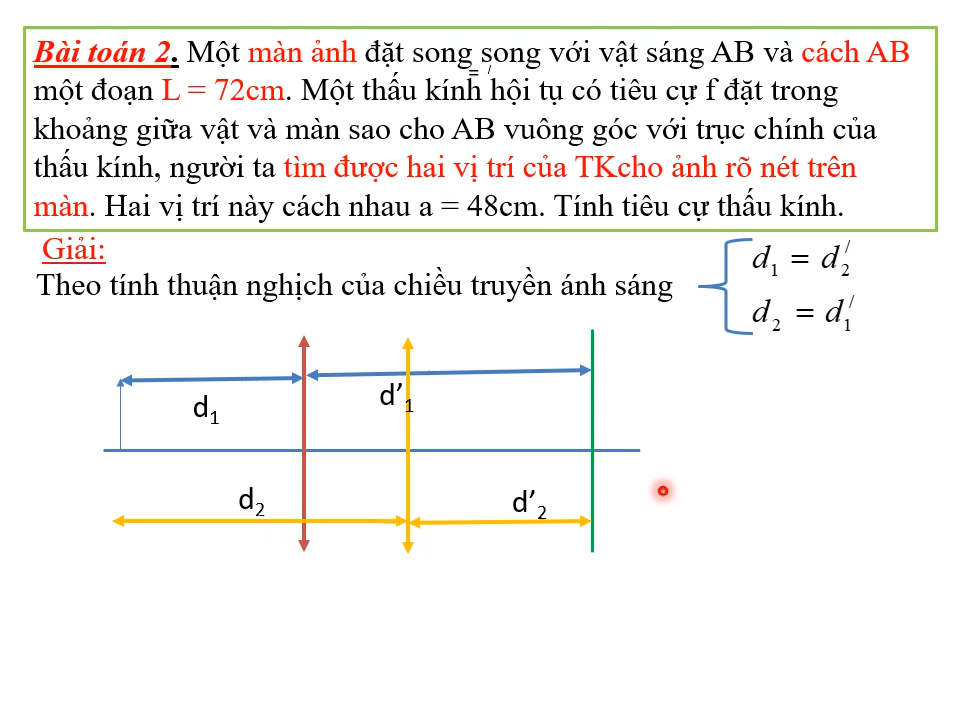 Bài toán 2. Một màn ảnh đặt song song với vật sáng AB và cách AB
= /
một đoạn L = 72cm. Một thấu kính hội tụ có tiêu cự f đặt trong
khoảng giữa vật và màn sao cho AB vuông góc với trục chính của
thấu kính, người ta tìm được hai vị trí của TKcho ảnh rõ nét trên
màn. Hai vị trí này cách nhau a = 48cm. Tính tiêu cự thấu kính.
Giải:
Theo tính thuận nghịch của chiều truyền ánh sáng
d₁ = d₂/
d₂ = d₁/
d₁
d’₁
d₂
d’₂